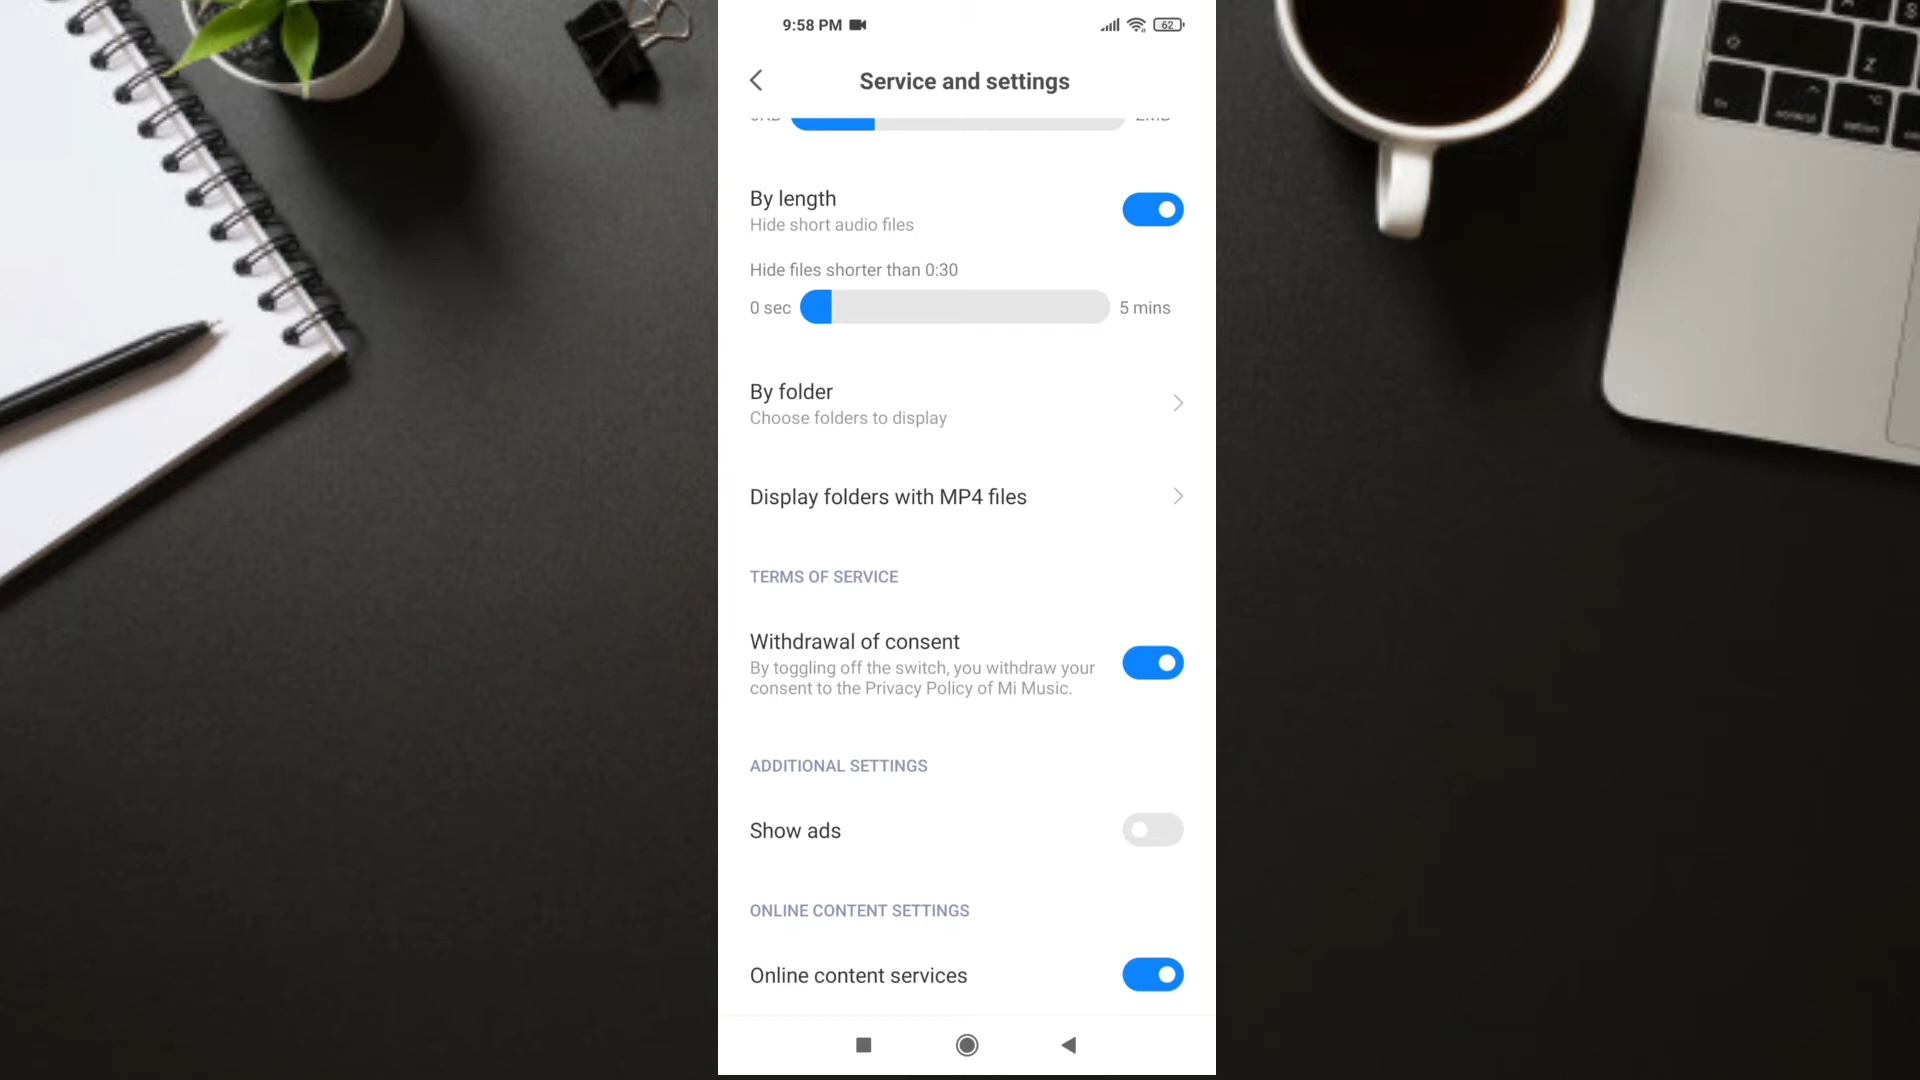 9:58 PM
62
Service and settings
By length
Hide short audio files
Hide files shorter than 0:30
0 sec
5 mins
By folder
Choose folders to display
Display folders with MP4 files
TERMS OF SERVICE
Withdrawal of consent
By toggling off the switch, you withdraw your
consent to the Privacy Policy of Mi Music.
ADDITIONAL SETTINGS
Show ads
ONLINE CONTENT SETTINGS
Online content services
Z
control
option